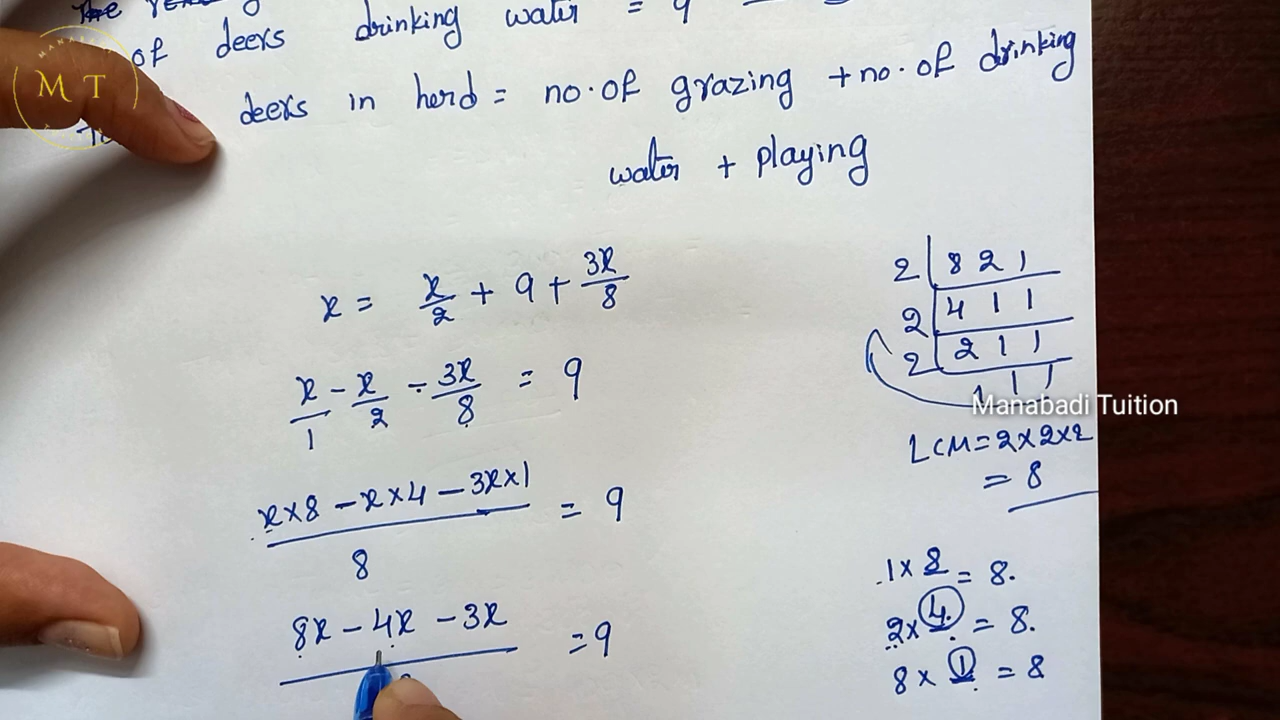 The
of deers drinking water = 9
deers in herd = no. of grazing + no. of drinking
water + playing
x = x/2 + 9 + 3x/8
x/1 - x/2 - 3x/8 = 9
x×8 - x×4 - 3x×1 / 8 = 9
8x - 4x - 3x / 8 = 9
2 | 8 2 1
2 | 4 1 1
2 | 2 1 1
1 1 1
LCM = 2×2×2
= 8
1 × 8 = 8.
2 × 4 = 8.
8 × 1 = 8
M T
Manabadi Tuition